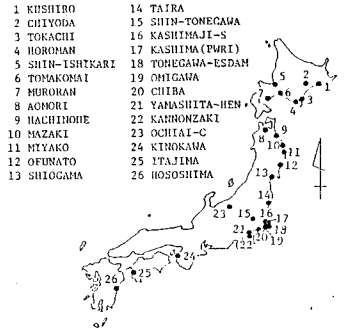 1 KUSHIRO
2 CHIYODA
3 TOKACHI
4 HOROMAN
5 SHIN-ISHIKARI
6 TOMAKOMAI
7 MURORAN
8 AOMORI
9 HACHINOHE
10 MAZAKI
11 MIYAKO
12 OFUNATO
13 SHIOGAMA
14 TAIRA
15 SHIN-TONEGAWA
16 KASHIMAJI-S
17 KASHIMA(PWRI)
18 TONEGAWA-ESDAM
19 OMIGAWA
20 CHIBA
21 YAMASHITA-HEN
22 KANNONZAKI
23 OCHIAI-C
24 KINOKAWA
25 ITAJIMA
26 HOSOSHIMA
5
2
1
7
6
4
3
8
9
10
11
12
13
14
23
15
16
17
18
21
20
19
22
24
25
26